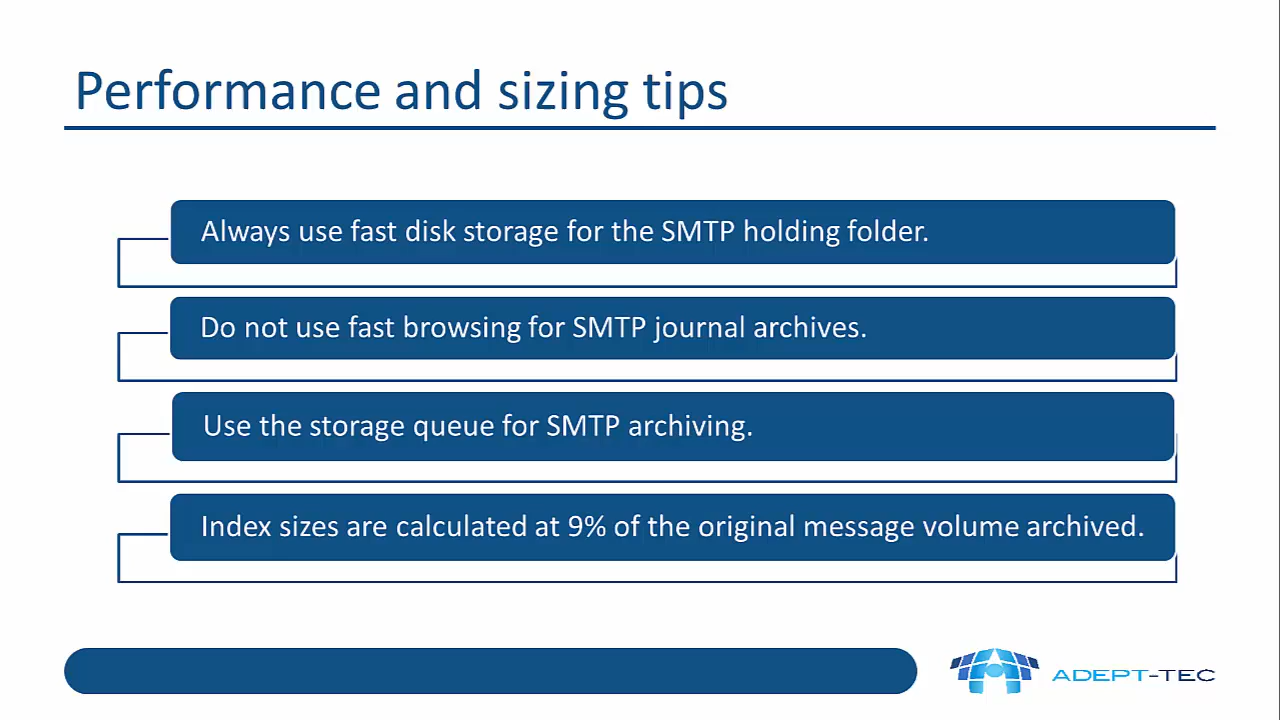 Performance and sizing tips
Always use fast disk storage for the SMTP holding folder.
Do not use fast browsing for SMTP journal archives.
Use the storage queue for SMTP archiving.
Index sizes are calculated at 9% of the original message volume archived.
ADEPT-TEC